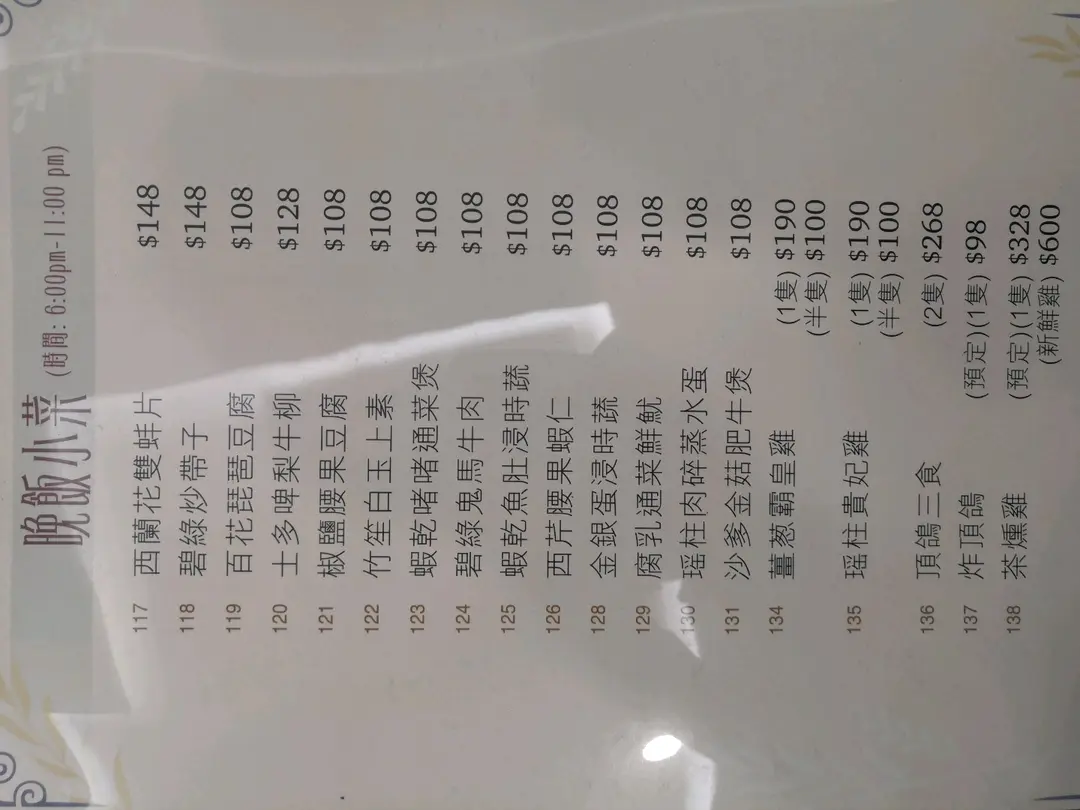 晚飯小菜 (時間: 6:00pm-11:00 pm)
117 西蘭花雙蚌片 $148
118 碧綠炒帶子 $148
119 百花琵琶豆腐 $108
120 士多啤梨牛柳 $128
121 椒鹽腰果豆腐 $108
122 竹笙白玉上素 $108
123 蝦乾啫啫通菜煲 $108
124 碧綠鬼馬牛肉 $108
125 蝦乾魚肚浸時蔬 $108
126 西芹腰果蝦仁 $108
128 金銀蛋浸時蔬 $108
129 腐乳通菜鮮魷 $108
130 瑶柱肉碎蒸水蛋 $108
131 沙爹金菇肥牛煲 $108
134 薑葱霸皇雞 (1隻) $190
(半隻) $100
135 瑶柱貴妃雞 (1隻) $190
(半隻) $100
136 頂鴿三食 (2隻) $268
137 炸頂鴿 (預定)(1隻) $98
138 茶燻雞 (預定)(1隻) $328
(新鮮雞) $600